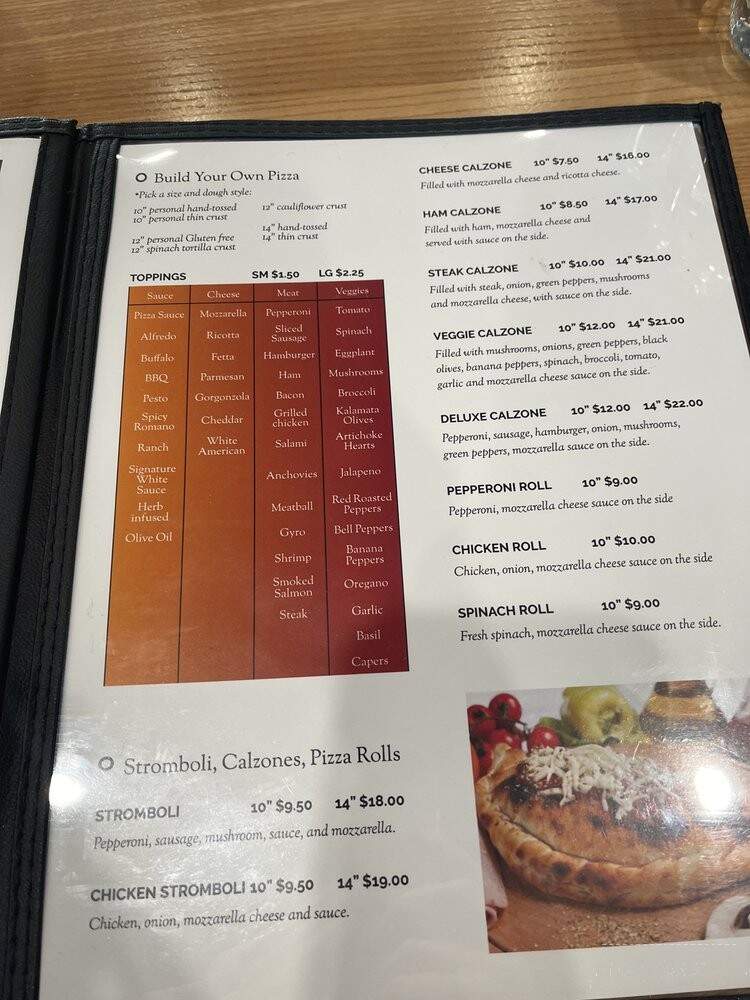 Build Your Own Pizza
•Pick a size and dough style:
10" personal hand-tossed
10" personal thin crust
12" personal Gluten free
12" spinach tortilla crust
12" cauliflower crust
14" hand-tossed
14" thin crust
TOPPINGS SM $1.50 LG $2.25
Sauce
Pizza Sauce
Alfredo
Buffalo
BBQ
Pesto
Spicy
Romano
Ranch
Signature
White
Sauce
Herb
infused
Olive Oil
Cheese
Mozzarella
Ricotta
Fetta
Parmesan
Gorgonzola
Cheddar
White
American
Meat
Pepperoni
Sliced
Sausage
Hamburger
Ham
Bacon
Grilled
chicken
Salami
Anchovies
Meatball
Gyro
Shrimp
Smoked
Salmon
Steak
Veggies
Tomato
Spinach
Eggplant
Mushrooms
Broccoli
Kalamata
Olives
Artichoke
Hearts
Jalapeno
Red Roasted
Peppers
Bell Peppers
Banana
Peppers
Oregano
Garlic
Basil
Capers
Stromboli, Calzones, Pizza Rolls
STROMBOLI 10" $9.50 14" $18.00
Pepperoni, sausage, mushroom, sauce, and mozzarella.
CHICKEN STROMBOLI 10" $9.50 14" $19.00
Chicken, onion, mozzarella cheese and sauce.
CHEESE CALZONE 10" $7.50 14" $16.00
Filled with mozzarella cheese and ricotta cheese.
HAM CALZONE 10" $8.50 14" $17.00
Filled with ham, mozzarella cheese and
served with sauce on the side.
STEAK CALZONE 10" $10.00 14" $21.00
Filled with steak, onion, green peppers, mushrooms
and mozzarella cheese, with sauce on the side.
VEGGIE CALZONE 10" $12.00 14" $21.00
Filled with mushrooms, onions, green peppers, black
olives, banana peppers, spinach, broccoli, tomato,
garlic and mozzarella cheese sauce on the side.
DELUXE CALZONE 10" $12.00 14" $22.00
Pepperoni, sausage, hamburger, onion, mushrooms,
green peppers, mozzarella sauce on the side.
PEPPERONI ROLL 10" $9.00
Pepperoni, mozzarella cheese sauce on the side
CHICKEN ROLL 10" $10.00
Chicken, onion, mozzarella cheese sauce on the side
SPINACH ROLL 10" $9.00
Fresh spinach, mozzarella cheese sauce on the side.